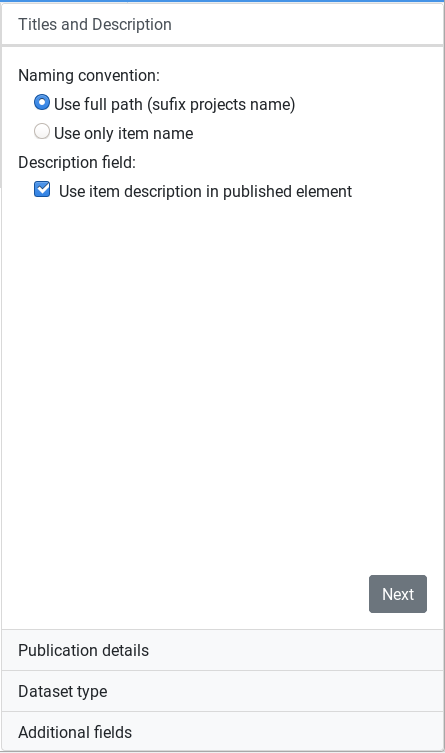 Titles and Description
Naming convention:
Use full path (sufix projects name)
Use only item name
Description field:
Use item description in published element
Next
Publication details
Dataset type
Additional fields